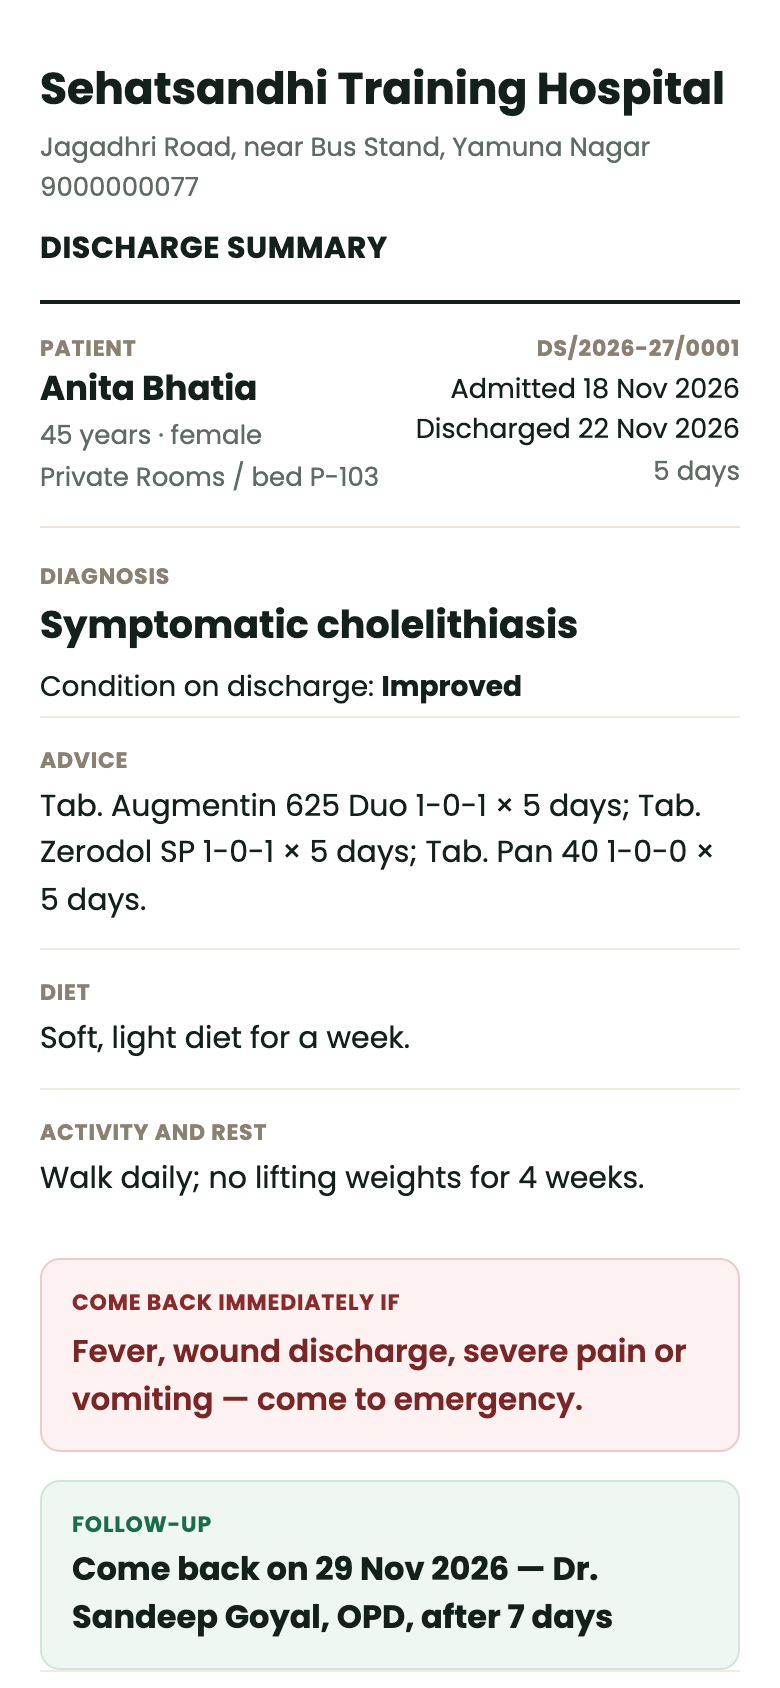 Sehatsandhi Training Hospital
Jagadhri Road, near Bus Stand, Yamuna Nagar
9000000077
DISCHARGE SUMMARY
PATIENT
Anita Bhatia
45 years · female
Private Rooms / bed P-103
DS/2026-27/0001
Admitted 18 Nov 2026
Discharged 22 Nov 2026
5 days
DIAGNOSIS
Symptomatic cholelithiasis
Condition on discharge: Improved
ADVICE
Tab. Augmentin 625 Duo 1-0-1 × 5 days; Tab.
Zerodol SP 1-0-1 × 5 days; Tab. Pan 40 1-0-0 ×
5 days.
DIET
Soft, light diet for a week.
ACTIVITY AND REST
Walk daily; no lifting weights for 4 weeks.
COME BACK IMMEDIATELY IF
Fever, wound discharge, severe pain or
vomiting — come to emergency.
FOLLOW-UP
Come back on 29 Nov 2026 — Dr.
Sandeep Goyal, OPD, after 7 days